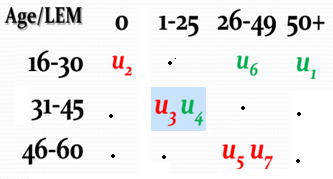 Age/LEM 0 1-25 26-49 50+
16-30 u2 . u6 u1
31-45 . u3 u4 . .
46-60 . . u5 u7 .